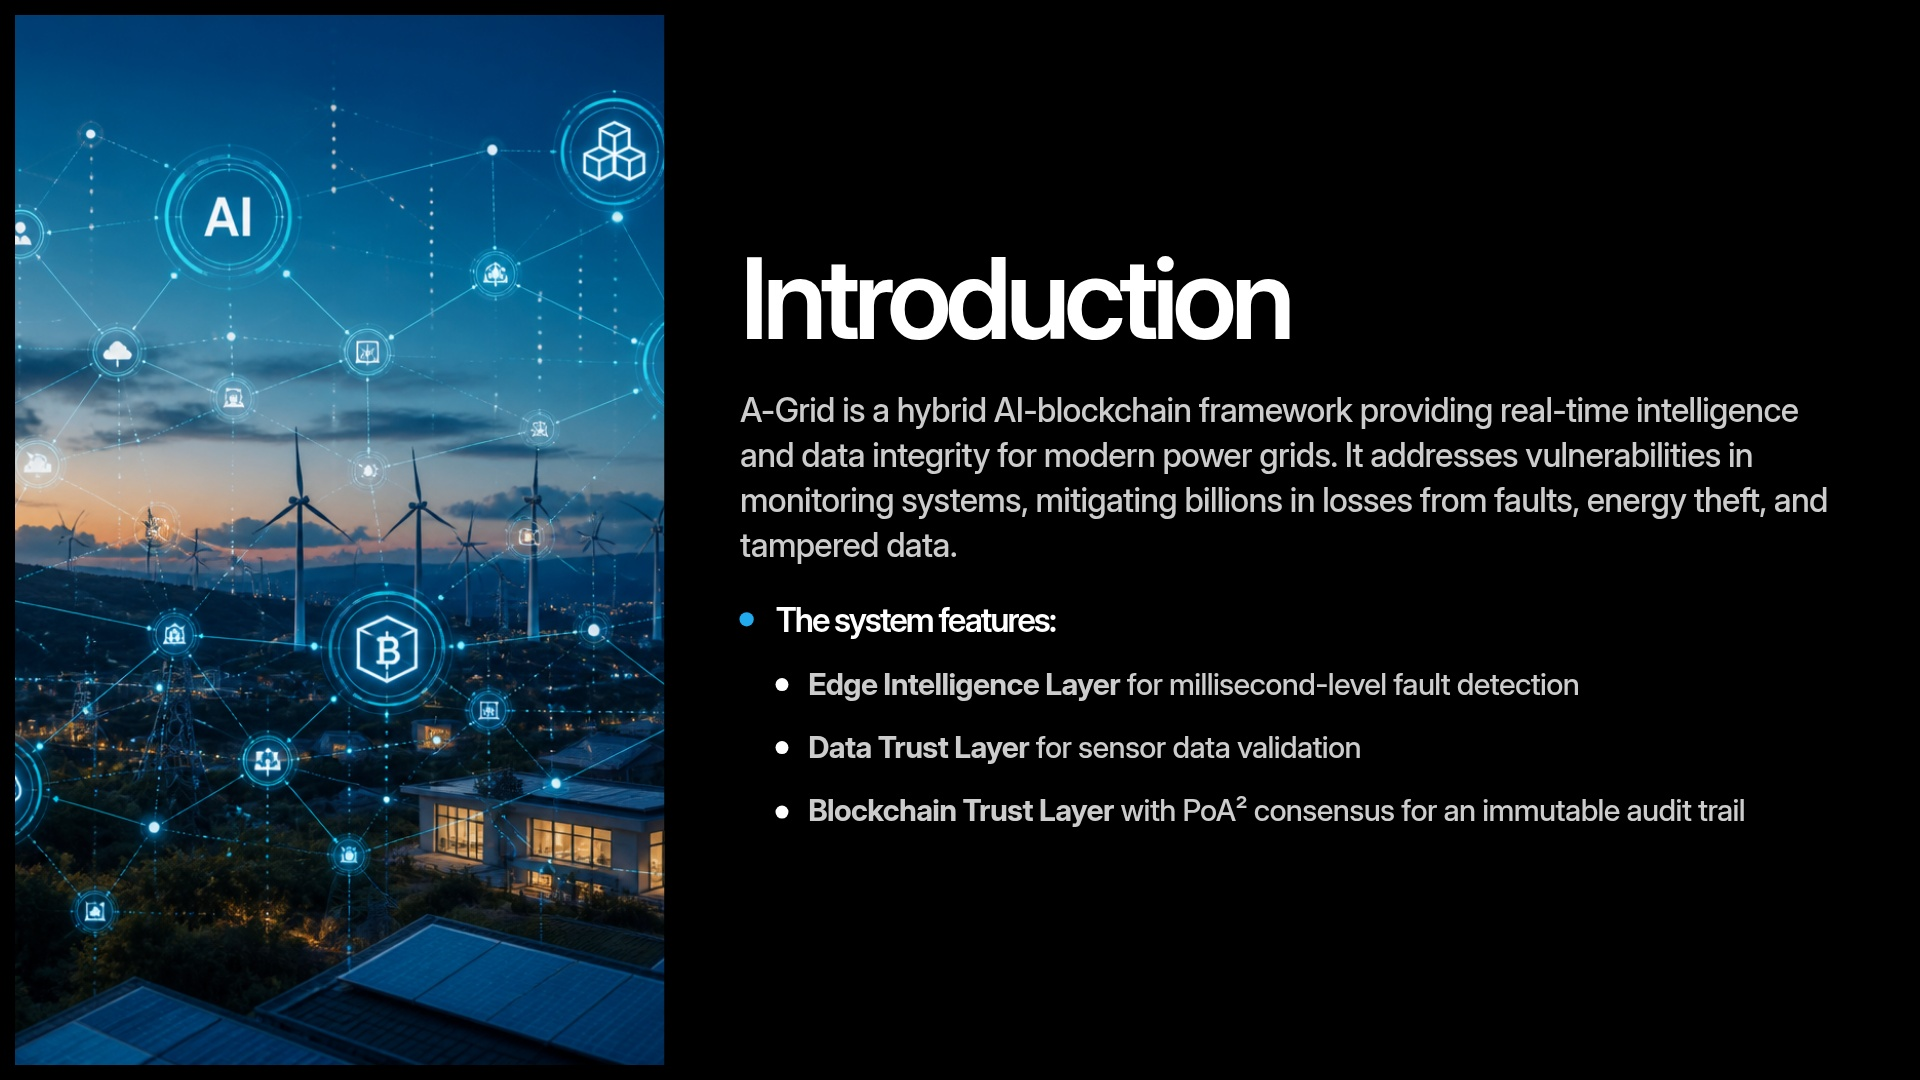 AI
B
Introduction
A-Grid is a hybrid AI-blockchain framework providing real-time intelligence
and data integrity for modern power grids. It addresses vulnerabilities in
monitoring systems, mitigating billions in losses from faults, energy theft, and
tampered data.
The system features:
Edge Intelligence Layer for millisecond-level fault detection
Data Trust Layer for sensor data validation
Blockchain Trust Layer with PoA² consensus for an immutable audit trail